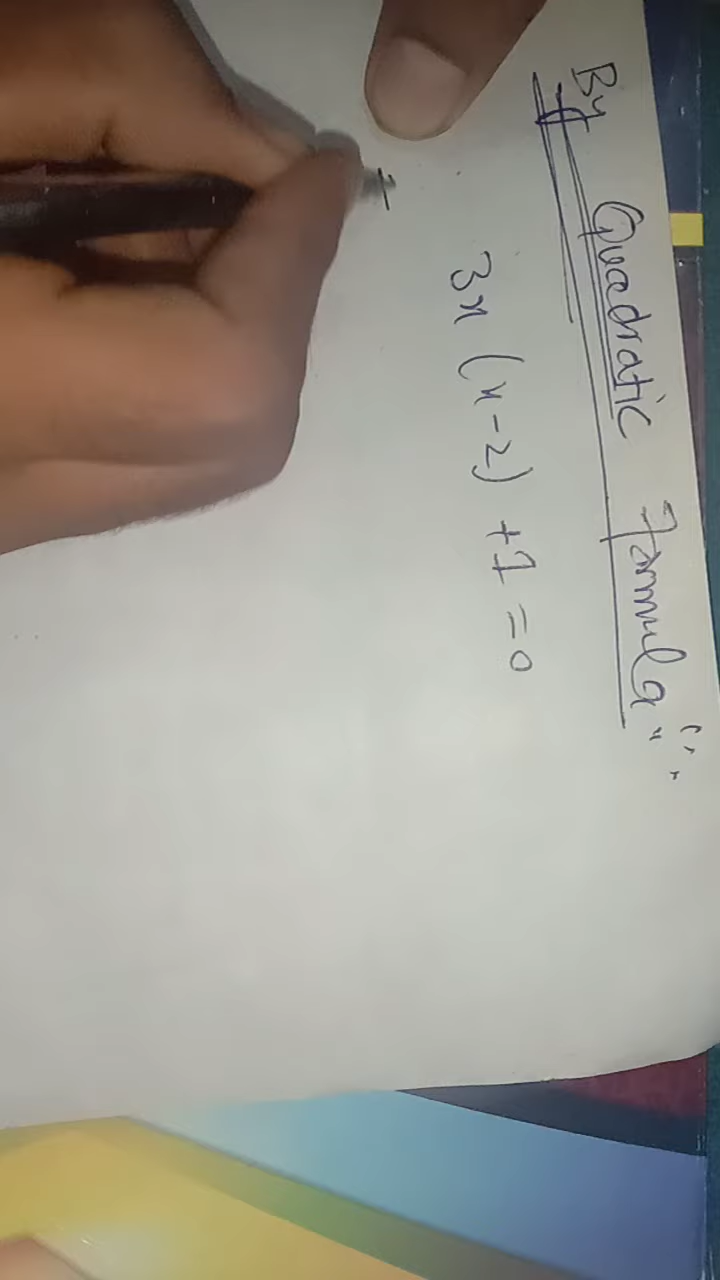 By Quadratic Formula".
3x (x-2) +1 =0